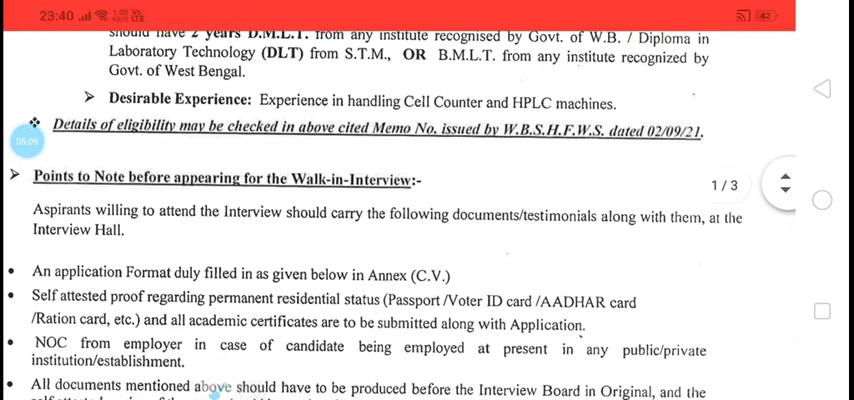 23:40 1.00 KB/S LTE 42
should have 2 years D.M.L.T. from any institute recognised by Govt. of W.B. / Diploma in
Laboratory Technology (DLT) from S.T.M., OR B.M.L.T. from any institute recognized by
Govt. of West Bengal.
➤ Desirable Experience: Experience in handling Cell Counter and HPLC machines.
❖ Details of eligibility may be checked in above cited Memo No. issued by W.B.S.H.F.W.S. dated 02/09/21.
05:09
➤ Points to Note before appearing for the Walk-in-Interview:-
1 / 3
Aspirants willing to attend the Interview should carry the following documents/testimonials along with them, at the
Interview Hall.
• An application Format duly filled in as given below in Annex (C.V.)
• Self attested proof regarding permanent residential status (Passport /Voter ID card /AADHAR card
/Ration card, etc.) and all academic certificates are to be submitted along with Application.
• NOC from employer in case of candidate being employed at present in any public/private
institution/establishment.
• All documents mentioned above should have to be produced before the Interview Board in Original, and the